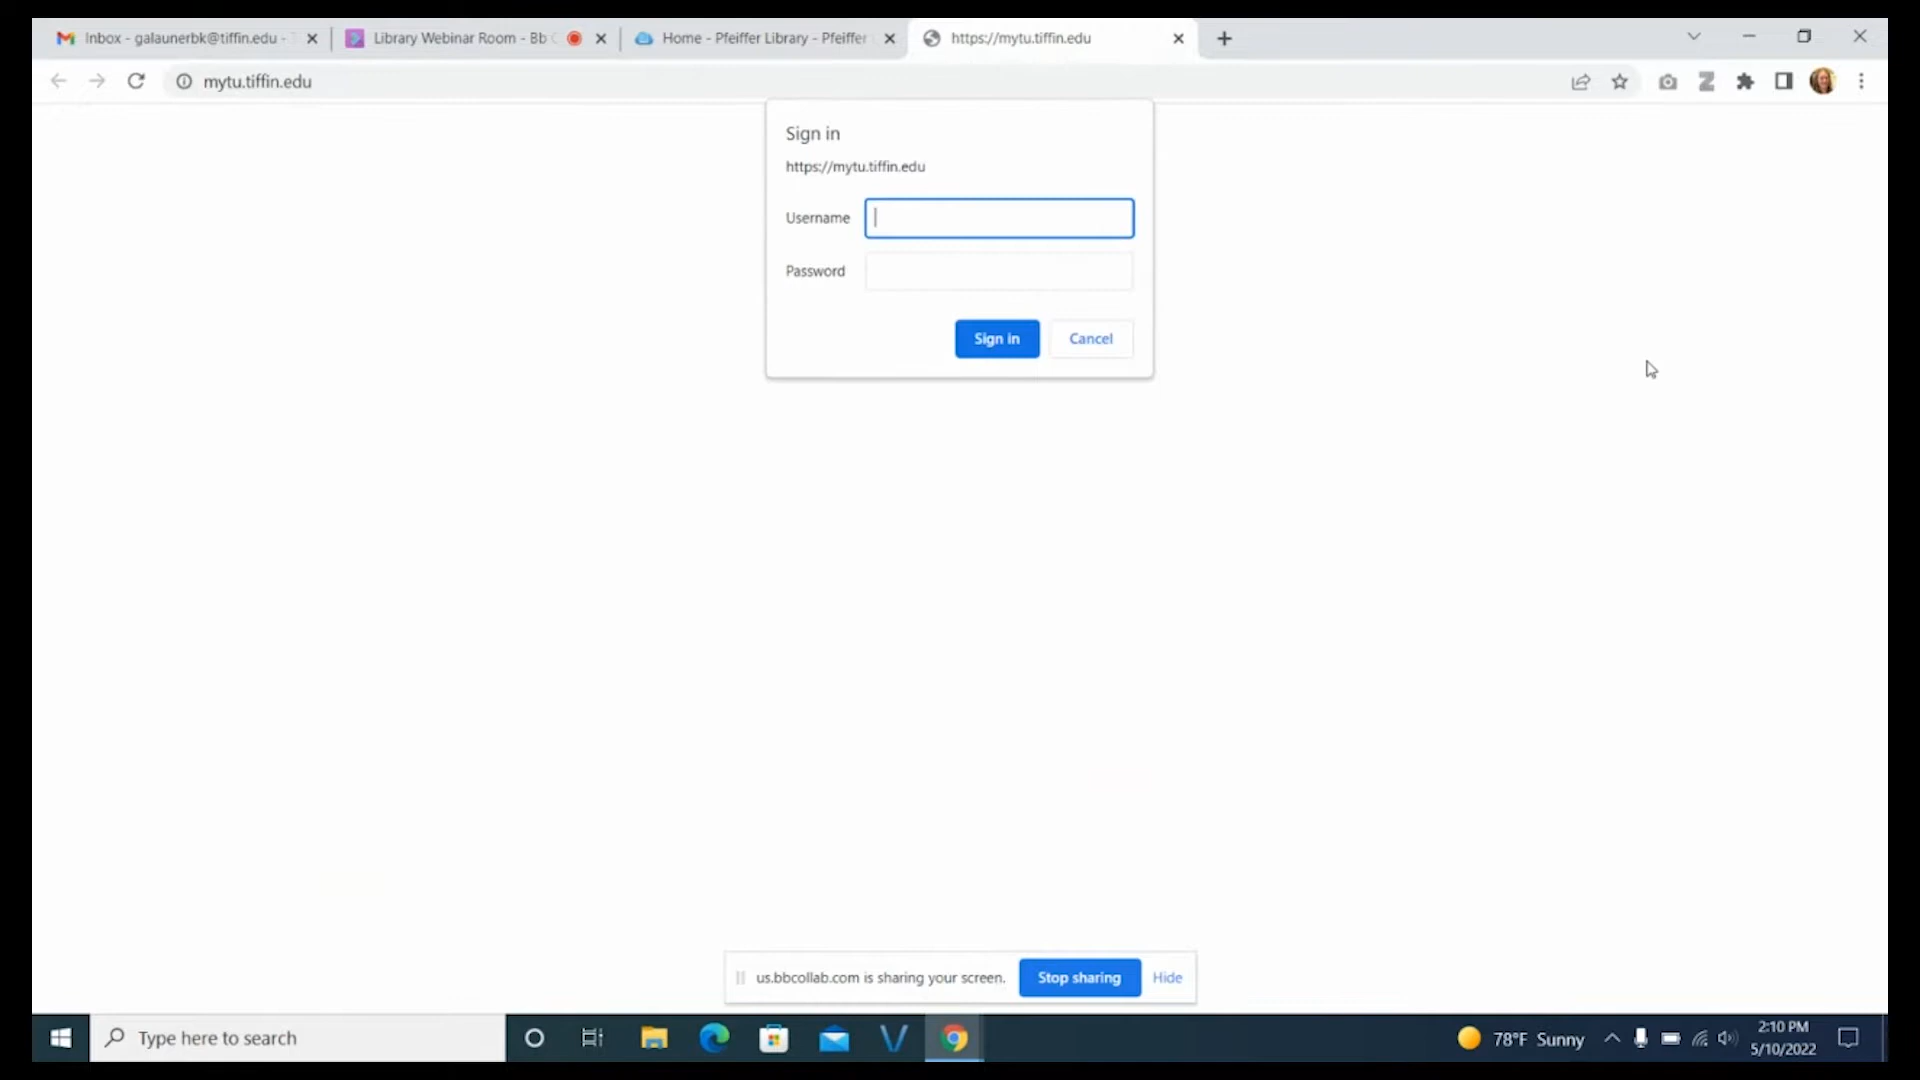 Inbox - galaunerbk@tiffin.edu -
Library Webinar Room - Bb
Home - Pfeiffer Library - Pfeiffer
https://mytu.tiffin.edu
mytu.tiffin.edu
Sign in
https://mytu.tiffin.edu
Username
Password
Sign in
Cancel
us.bbcollab.com is sharing your screen.
Stop sharing
Hide
Type here to search
78°F Sunny
2:10 PM
5/10/2022